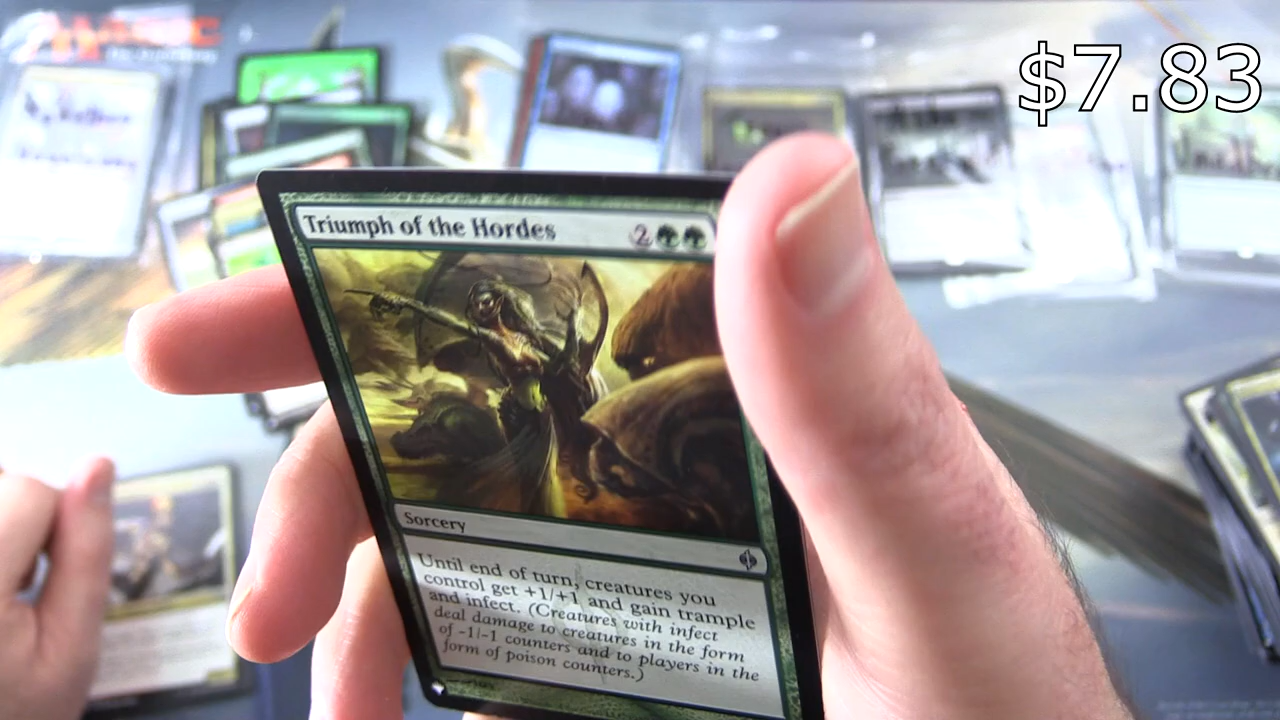 MAGIC
$7.83
Triumph of the Hordes 2
Sorcery
Until end of turn, creatures you
control get +1/+1 and gain trample
and infect. (Creatures with infect
deal damage to creatures in the form
of -1/-1 counters and to players in the
form of poison counters.)